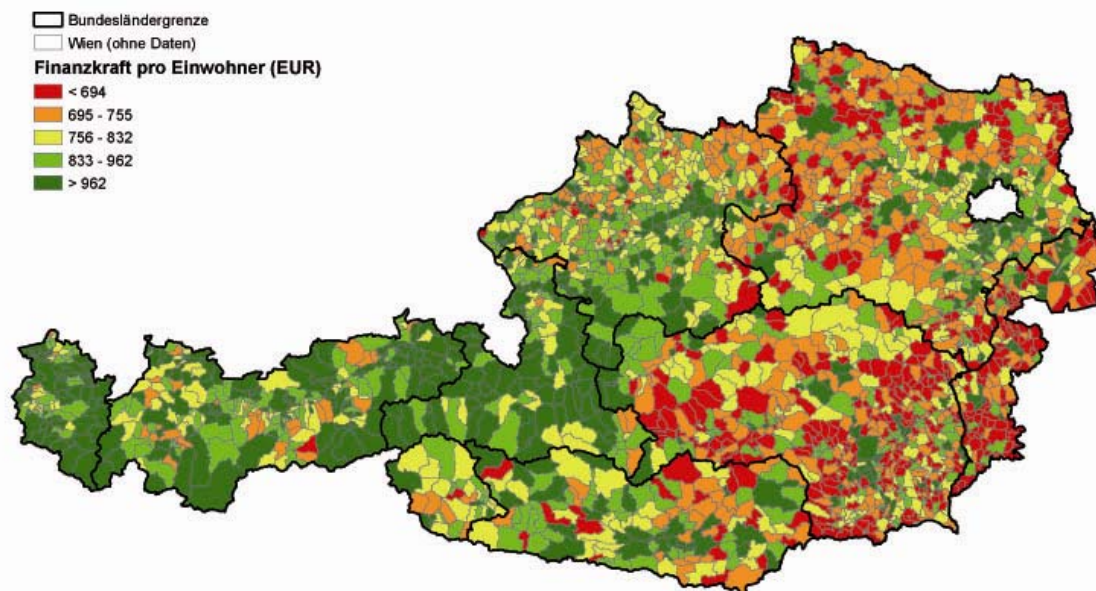 Bundesländergrenze
Wien (ohne Daten)
Finanzkraft pro Einwohner (EUR)
< 694
695 - 755
756 - 832
833 - 962
> 962